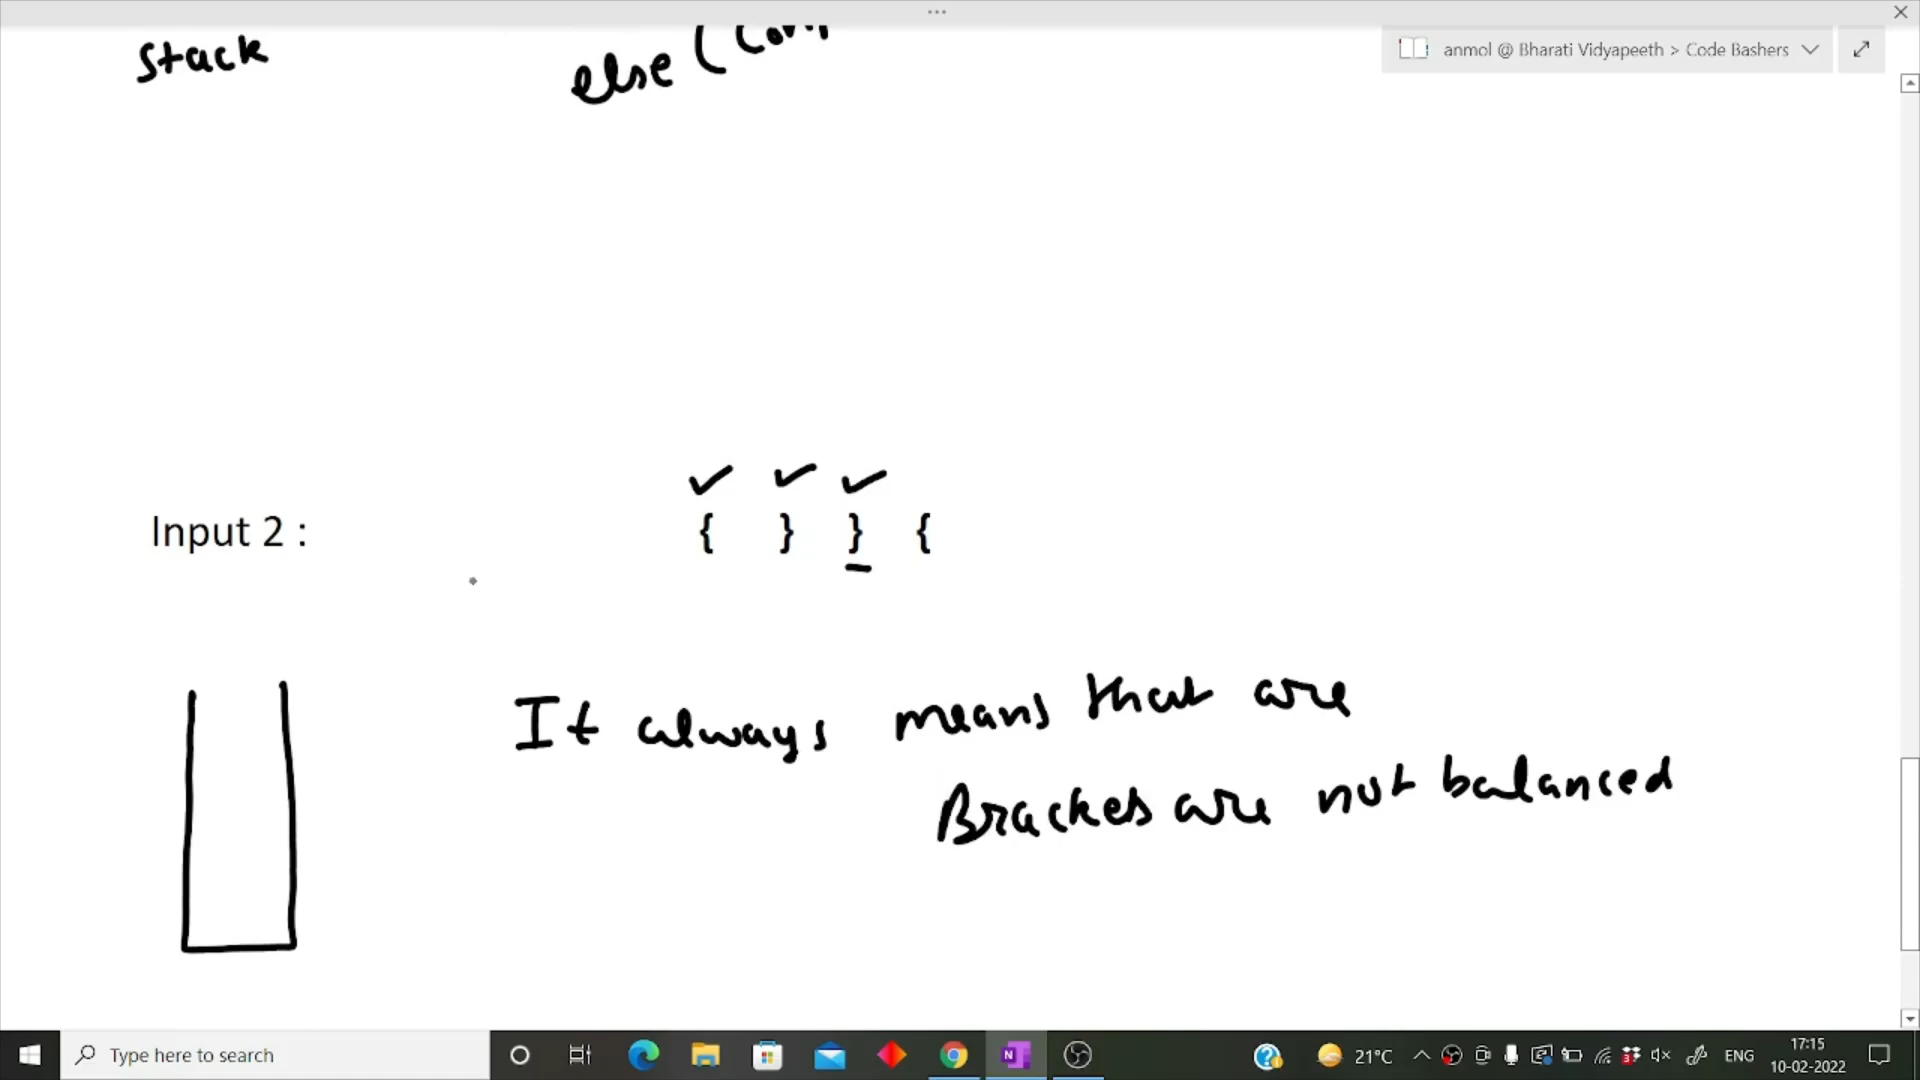 anmol @ Bharati Vidyapeeth > Code Bashers
Stack
else (
Input 2 :
{ } } {
It always means that are
Brackes are not balanced
Type here to search
21°C
ENG
17:15
10-02-2022